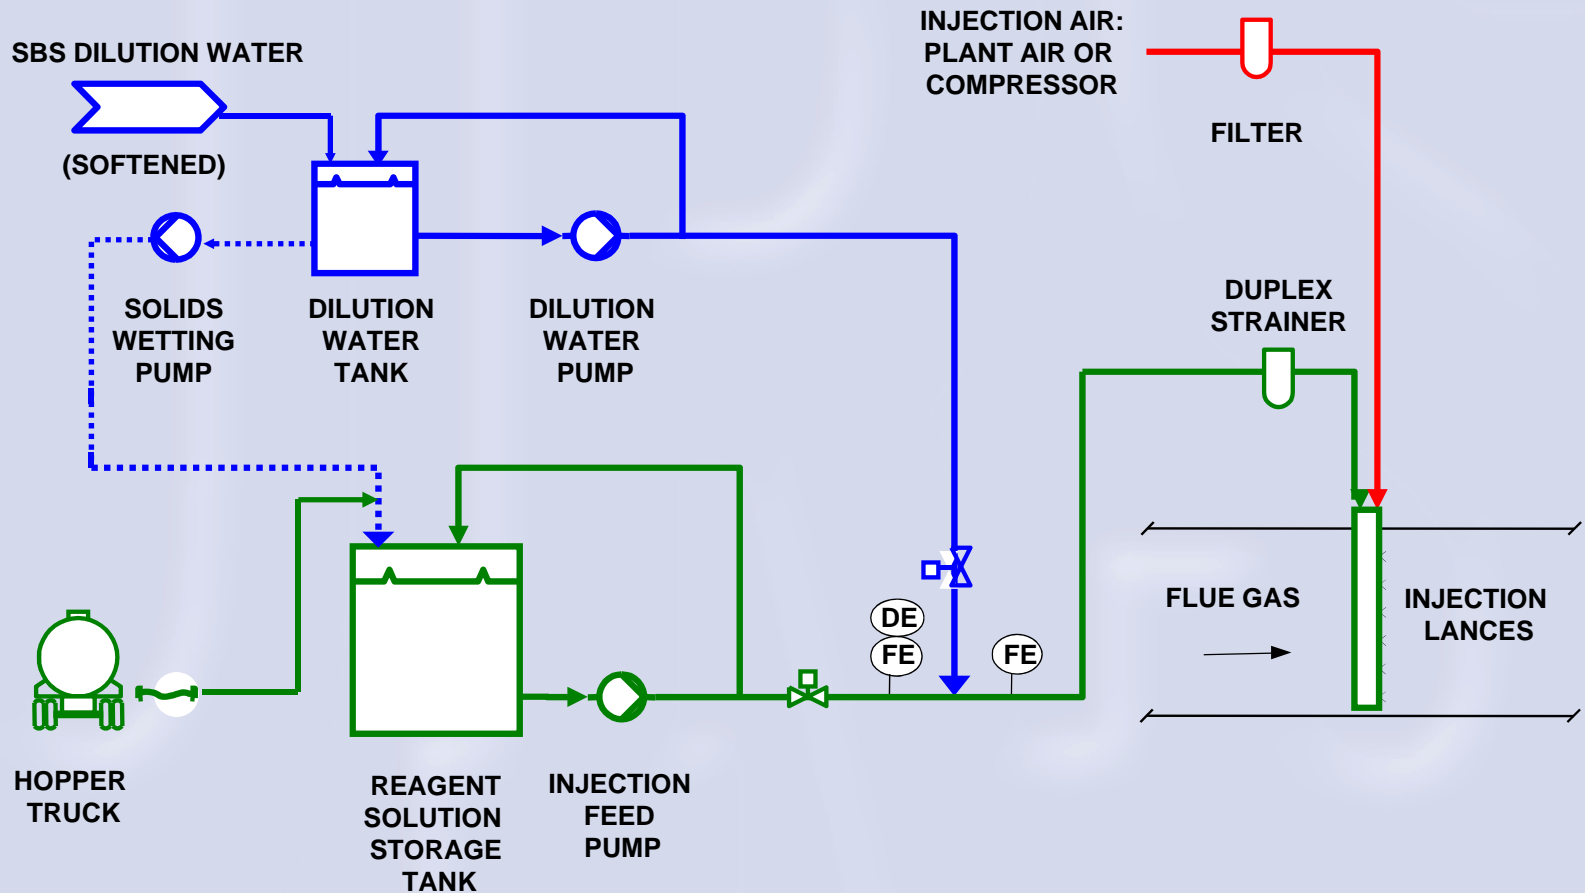 SBS DILUTION WATER
(SOFTENED)
INJECTION AIR:
PLANT AIR OR
COMPRESSOR
FILTER
SOLIDS
WETTING
PUMP
DILUTION
WATER
TANK
DILUTION
WATER
PUMP
DUPLEX
STRAINER
DE
FE
FE
FLUE GAS
INJECTION
LANCES
HOPPER
TRUCK
REAGENT
SOLUTION
STORAGE
TANK
INJECTION
FEED
PUMP